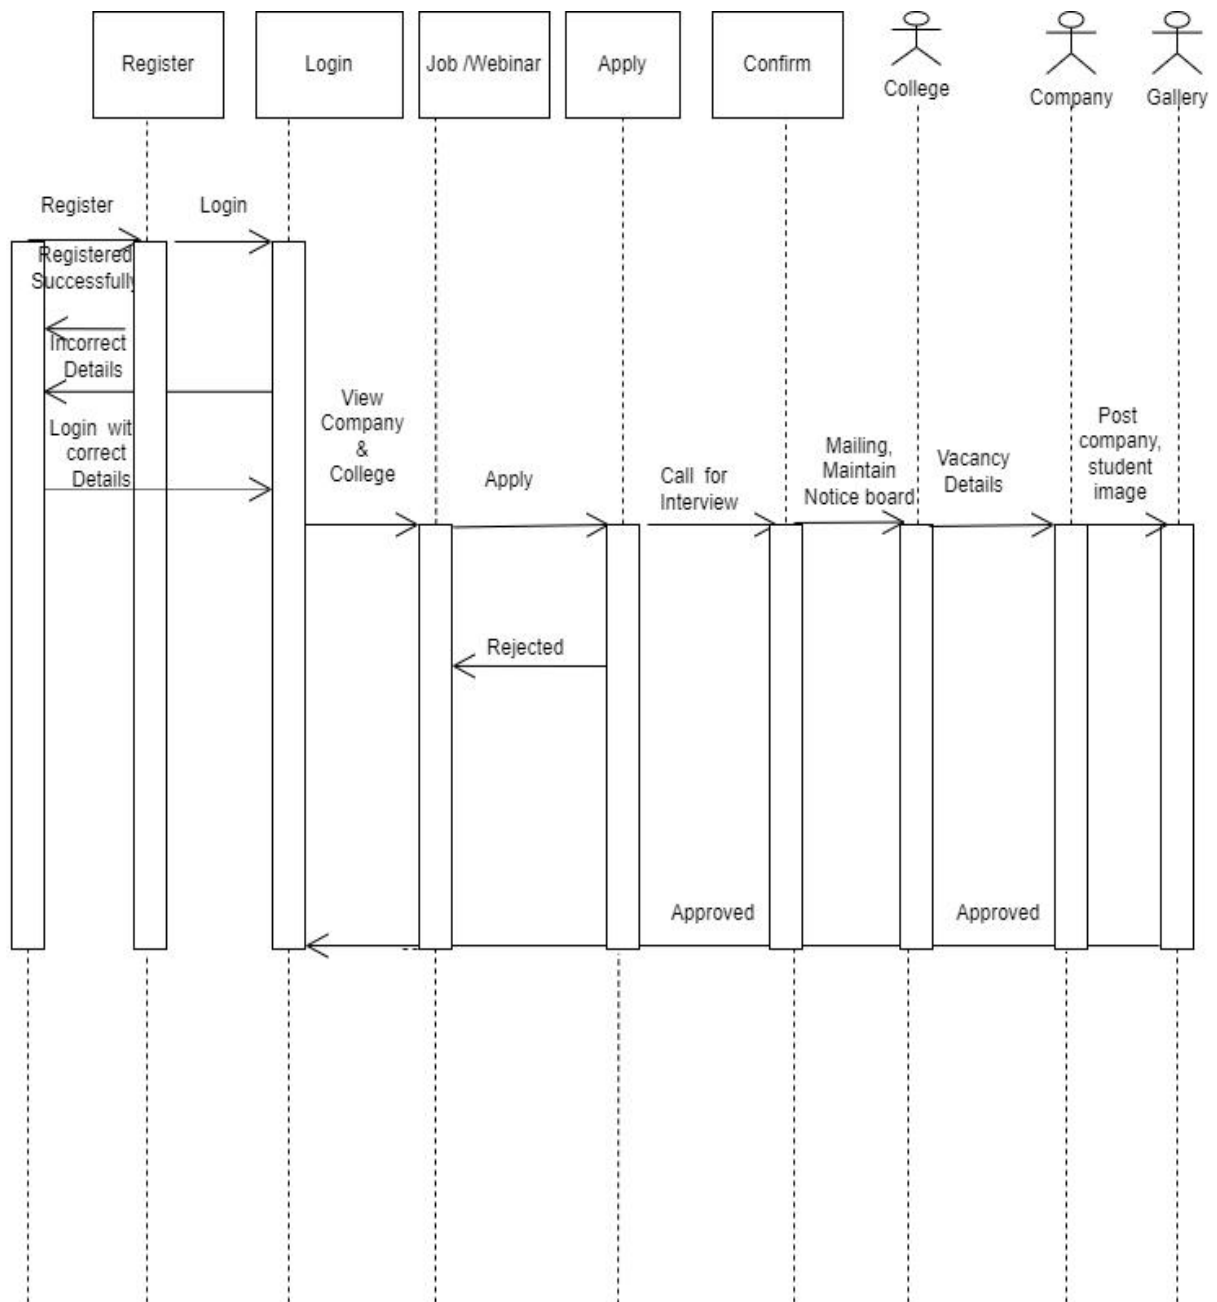 Register
Login
Job /Webinar
Apply
Confirm
College
Company
Gallery
Register
Login
Registered
Successfully
Incorrect
Details
Login wit
correct
Details
View
Company
&
College
Apply
Call for
Interview
Mailing,
Maintain
Notice board
Vacancy
Details
Post
company,
student
image
Rejected
Approved
Approved